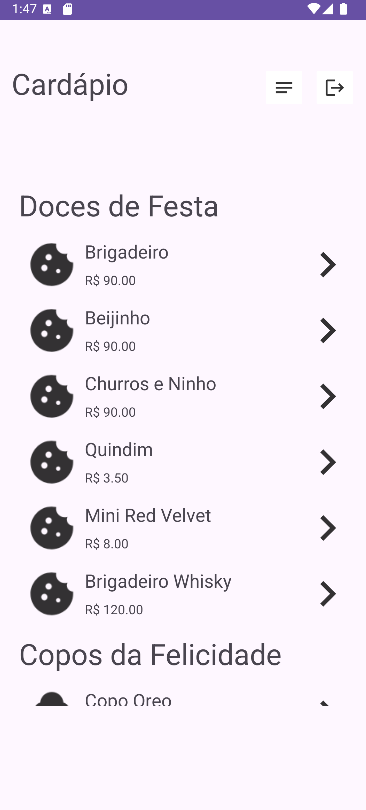 1:47
Cardápio
Doces de Festa
Brigadeiro
R$ 90.00
Beijinho
R$ 90.00
Churros e Ninho
R$ 90.00
Quindim
R$ 3.50
Mini Red Velvet
R$ 8.00
Brigadeiro Whisky
R$ 120.00
Copos da Felicidade
Copo Oreo